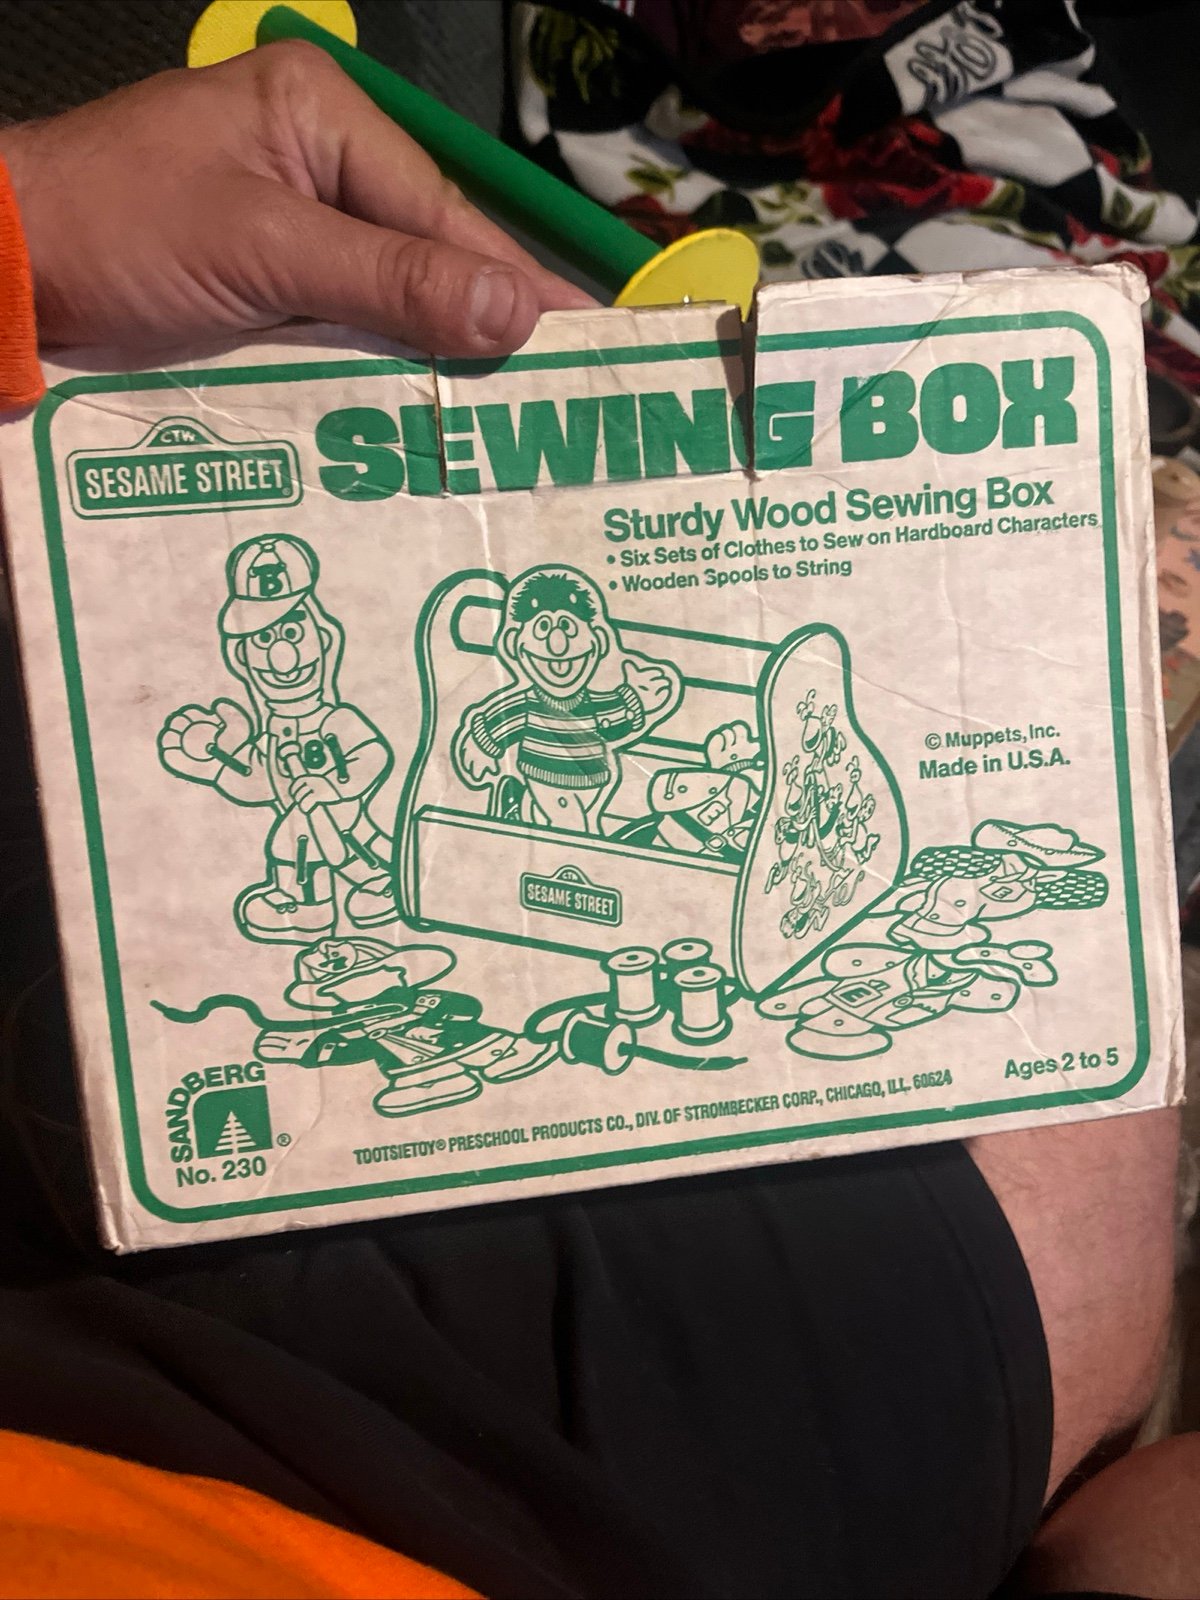 CTW
SESAME STREET®
SEWING BOX
Sturdy Wood Sewing Box
• Six Sets of Clothes to Sew on Hardboard Characters
• Wooden Spools to String
B
B1
© Muppets, Inc.
Made in U.S.A.
E
CTW
SESAME STREET
E
E
SANDBERG
®
No. 230
TOOTSIETOY® PRESCHOOL PRODUCTS CO., DIV. OF STROMBECKER CORP., CHICAGO, ILL. 60624
Ages 2 to 5